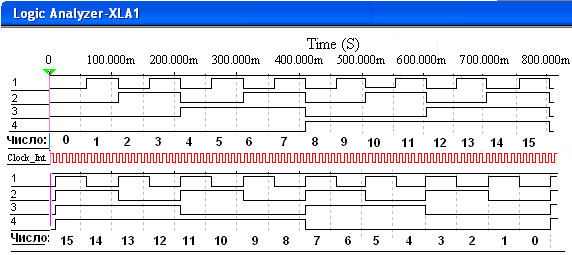 Logic Analyzer-XLA1
Time (S)
0 100.000m 200.000m 300.000m 400.000m 500.000m 600.000m 700.000m 800.000m
1
2
3
4
Число: 0 1 2 3 4 5 6 7 8 9 10 11 12 13 14 15
Clock_Int
1
2
3
4
Число: 15 14 13 12 11 10 9 8 7 6 5 4 3 2 1 0